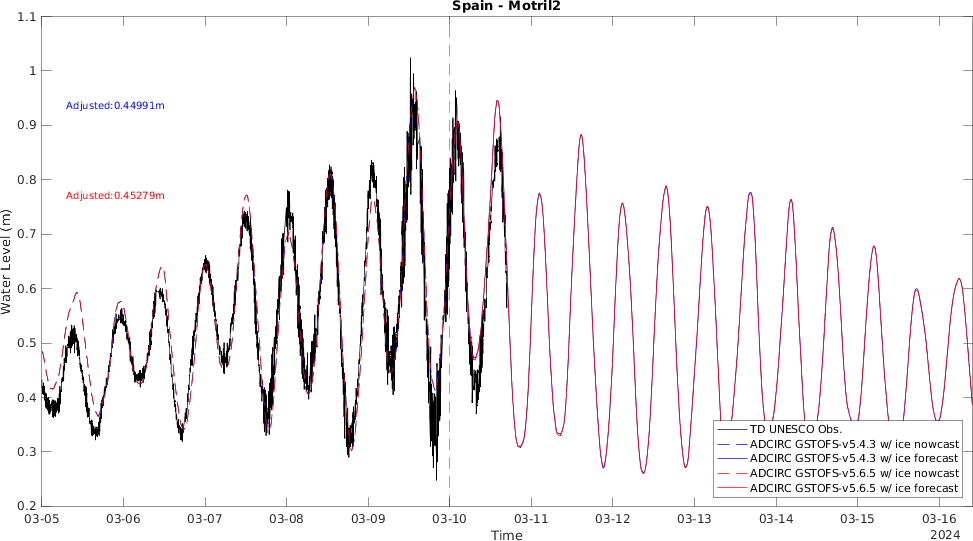 Spain - Motril2
1.1
1
0.9
0.8
0.7
0.6
0.5
0.4
0.3
0.2
Water Level (m)
Adjusted:0.44991m
Adjusted:0.45279m
TD UNESCO Obs.
ADCIRC GSTOFS-v5.4.3 w/ ice nowcast
ADCIRC GSTOFS-v5.4.3 w/ ice forecast
ADCIRC GSTOFS-v5.6.5 w/ ice nowcast
ADCIRC GSTOFS-v5.6.5 w/ ice forecast
03-05 03-06 03-07 03-08 03-09 03-10 03-11 03-12 03-13 03-14 03-15 03-16
Time
2024